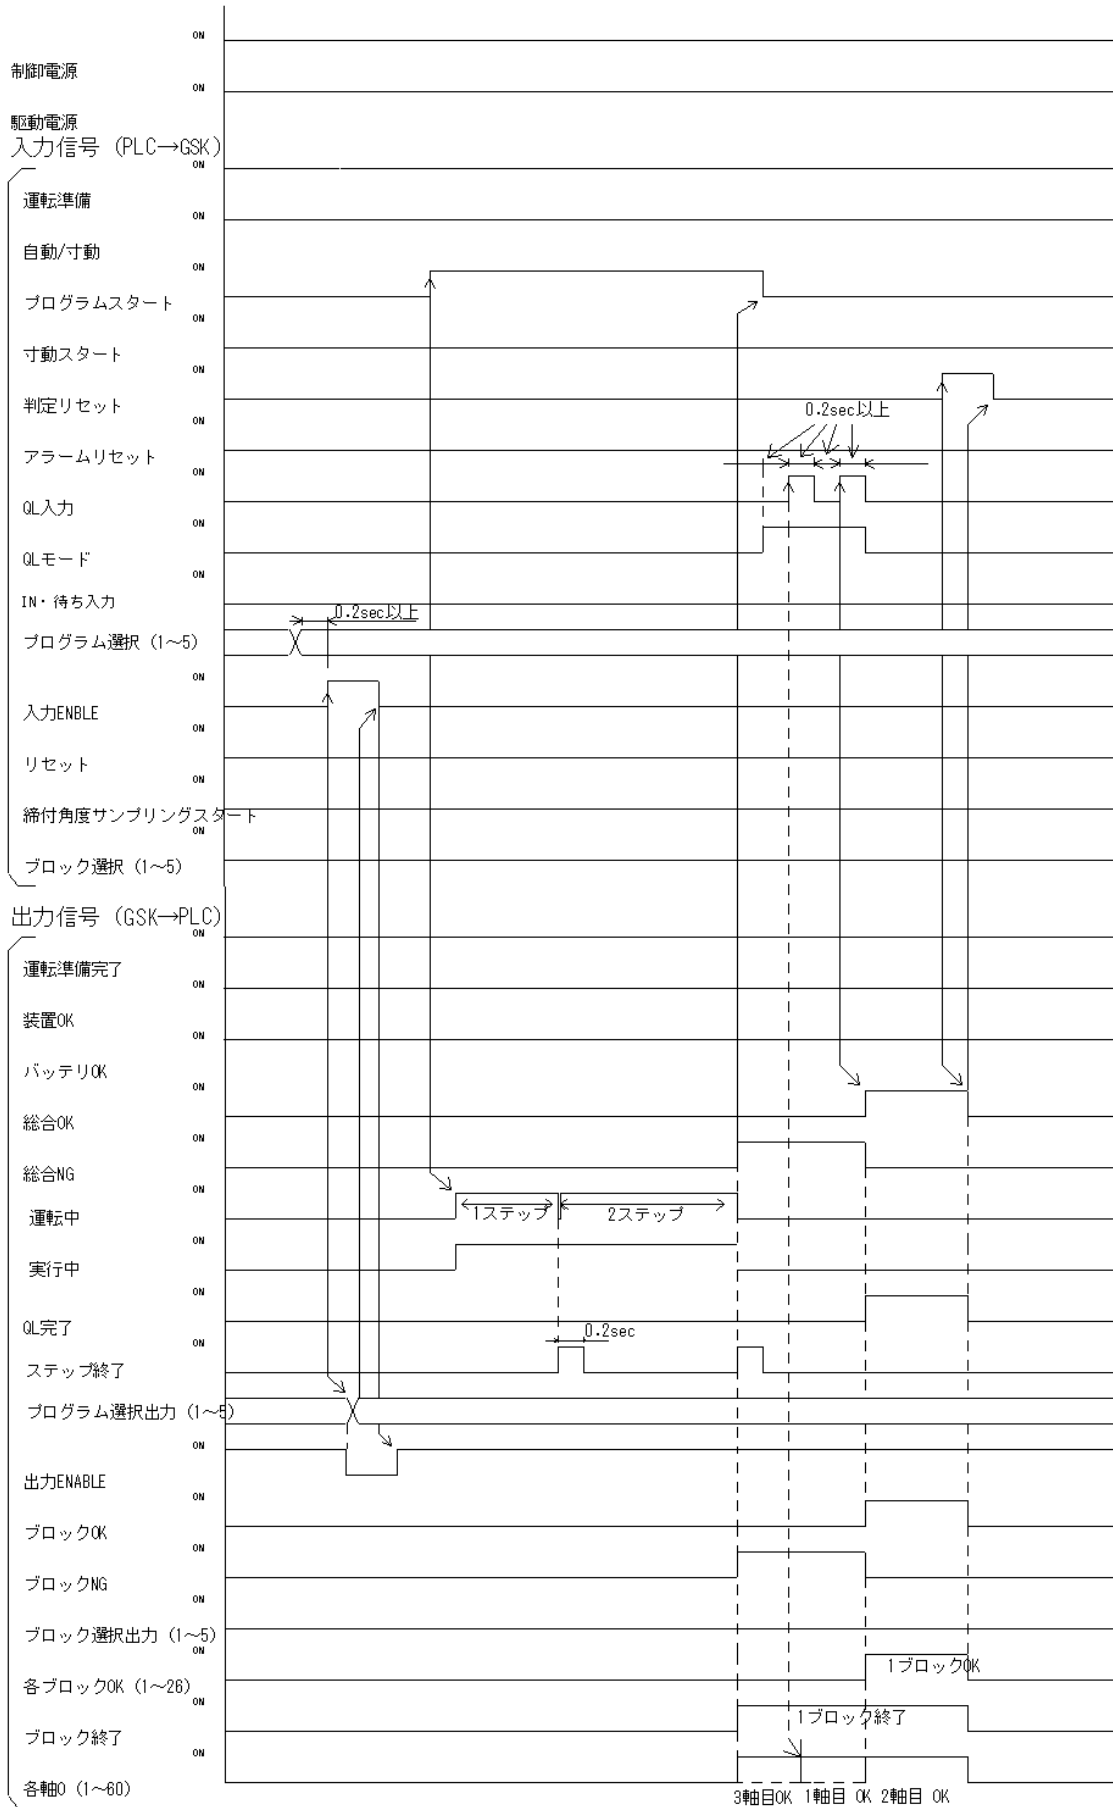 ON
制御電源
ON
駆動電源
入力信号 (PLC→GSK)
ON
運転準備
ON
自動/寸動
ON
プログラムスタート
ON
寸動スタート
ON
判定リセット
0.2sec以上
ON
アラームリセット
ON
QL入力
ON
QLモード
ON
IN・待ち入力
0.2sec以上
プログラム選択 (1～5)
ON
入力ENBLE
ON
リセット
ON
締付角度サンプリングスタート
ON
ブロック選択 (1～5)
出力信号 (GSK→PLC)
ON
運転準備完了
ON
装置OK
ON
バッテリOK
ON
総合OK
ON
総合NG
ON
運転中 1ステップ 2ステップ
ON
実行中
ON
QL完了
0.2sec
ON
ステップ終了
プログラム選択出力 (1～5)
ON
出力ENABLE
ON
ブロックOK
ON
ブロックNG
ON
ブロック選択出力 (1～5)
ON
1ブロックOK
各ブロックOK (1～26)
ON
1ブロック終了
ブロック終了
ON
各軸O (1～60)
3軸目OK 1軸目 OK 2軸目 OK